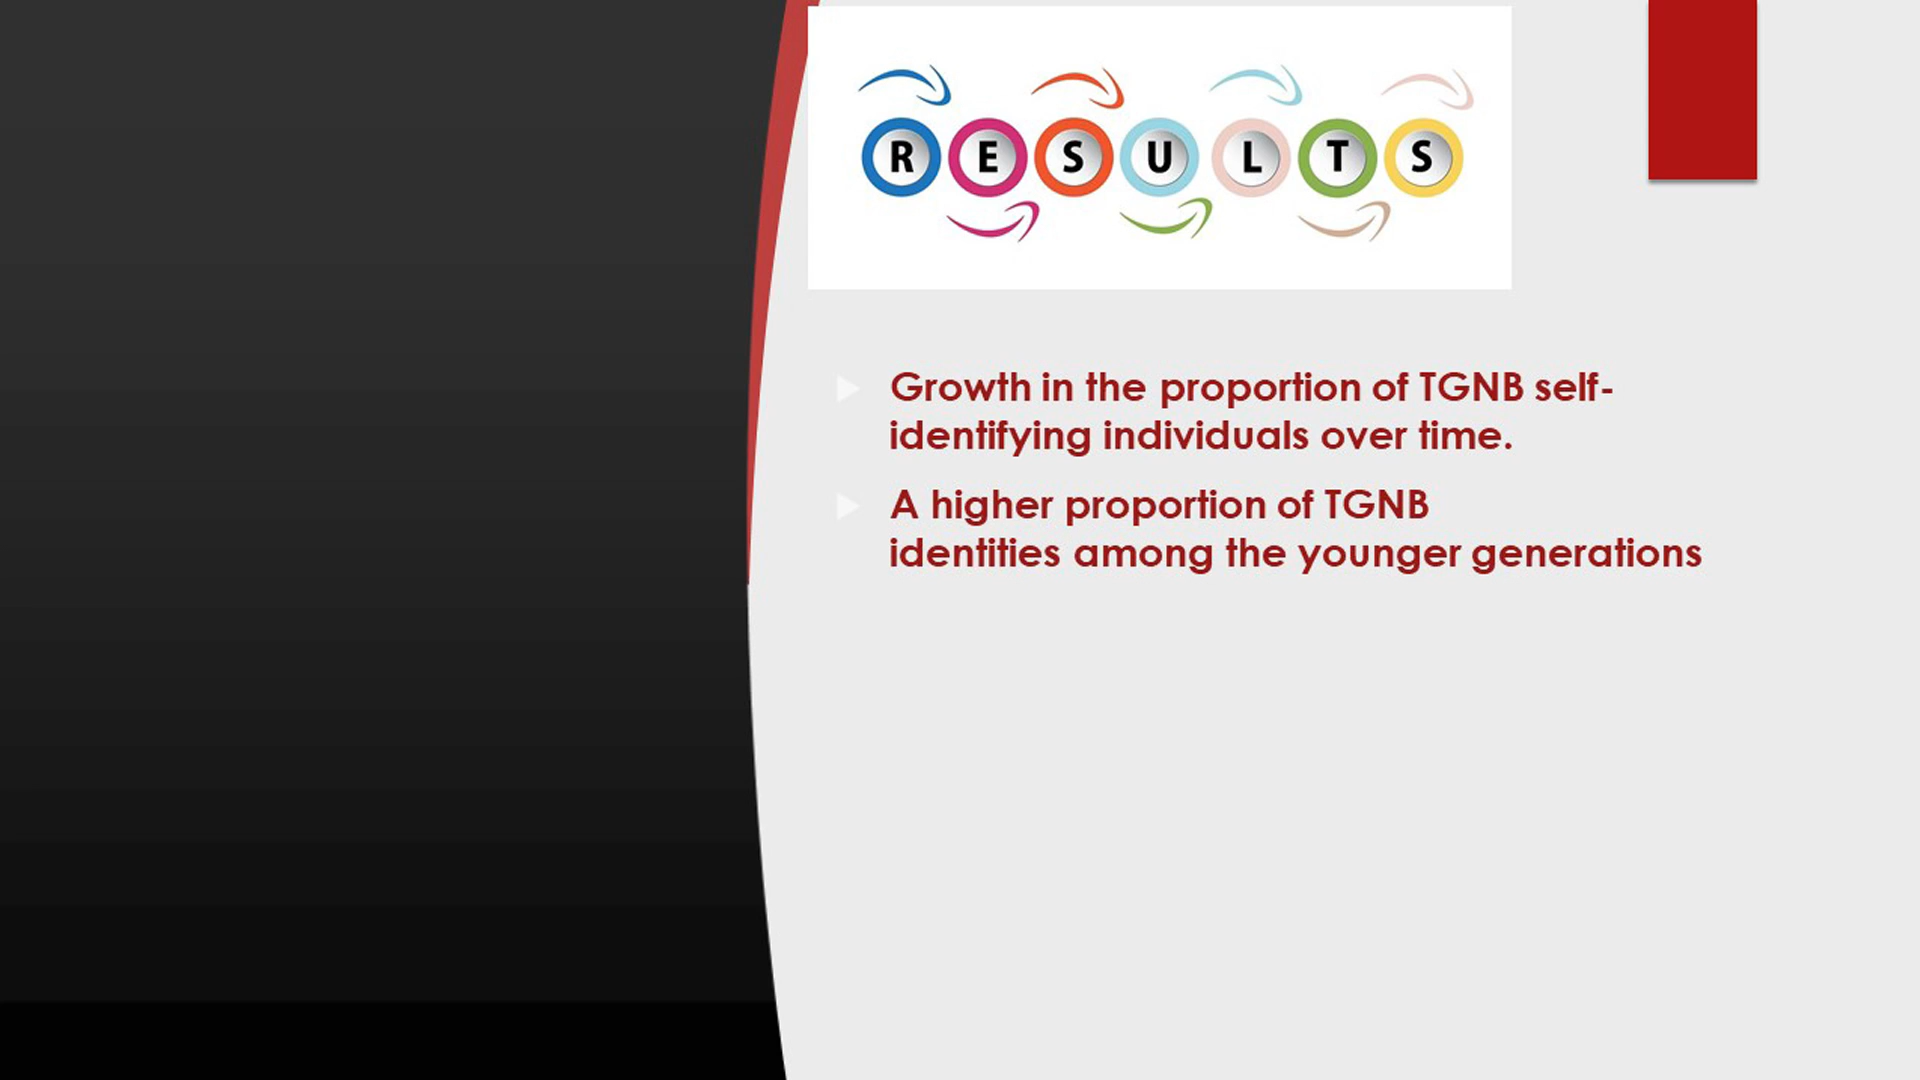 RESULTS
Growth in the proportion of TGNB self-
identifying individuals over time.
A higher proportion of TGNB
identities among the younger generations